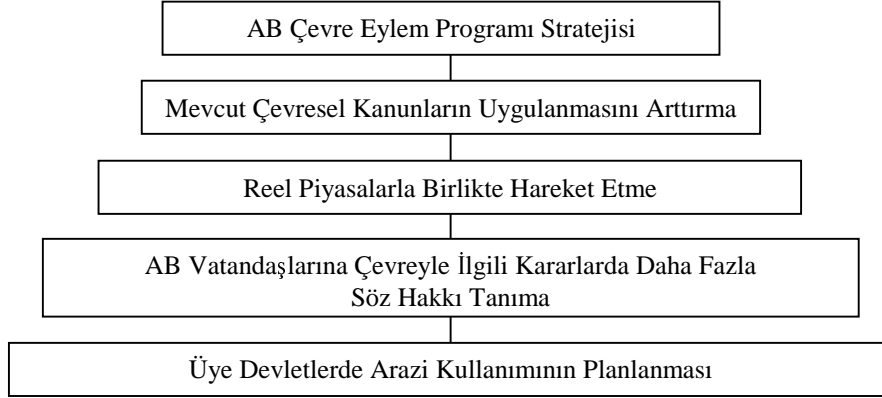 AB Çevre Eylem Programı Stratejisi
Mevcut Çevresel Kanunların Uygulanmasını Arttırma
Reel Piyasalarla Birlikte Hareket Etme
AB Vatandaşlarına Çevreyle İlgili Kararlarda Daha Fazla
Söz Hakkı Tanıma
Üye Devletlerde Arazi Kullanımının Planlanması